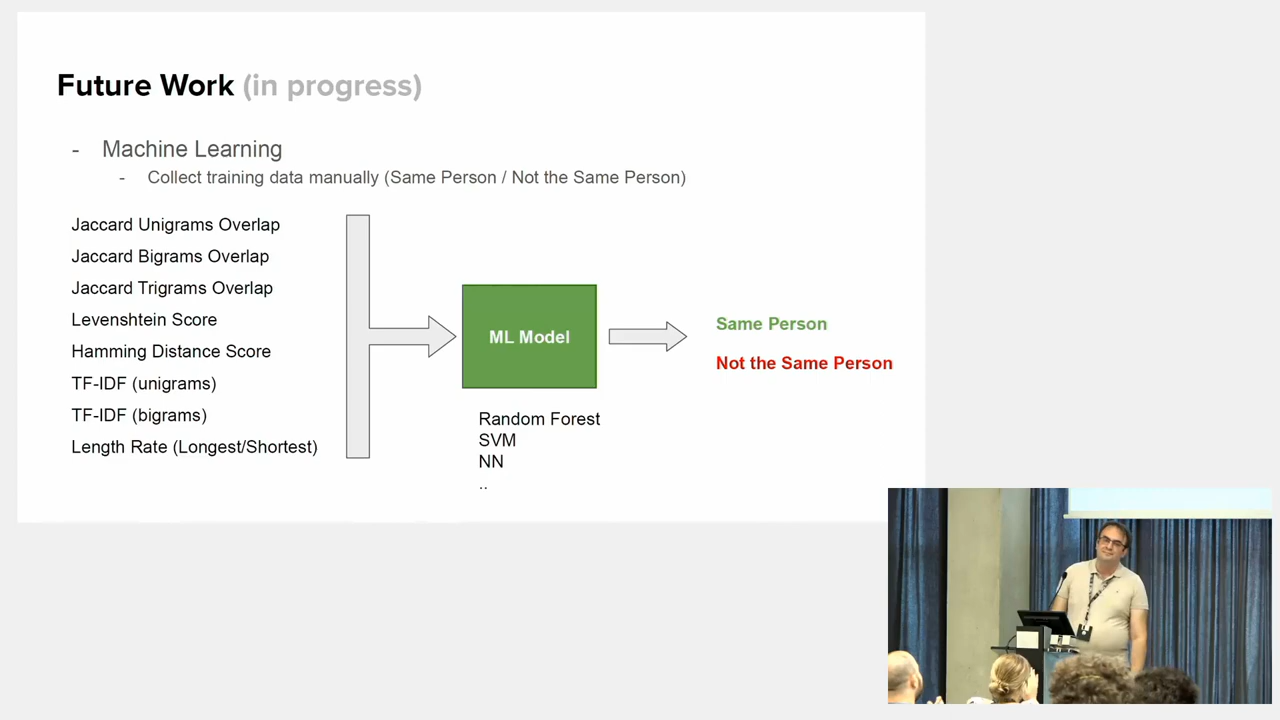 Future Work (in progress)
- Machine Learning
- Collect training data manually (Same Person / Not the Same Person)
Jaccard Unigrams Overlap
Jaccard Bigrams Overlap
Jaccard Trigrams Overlap
Levenshtein Score
Hamming Distance Score
TF-IDF (unigrams)
TF-IDF (bigrams)
Length Rate (Longest/Shortest)
ML Model
Random Forest
SVM
NN
..
Same Person
Not the Same Person